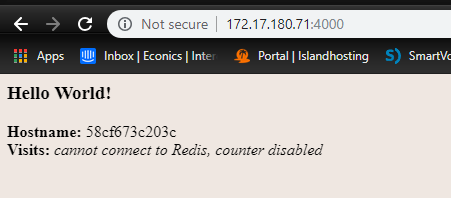 Not secure | 172.17.180.71:4000
Apps Inbox | Econics | Inter Portal | Islandhosting SmartVo
Hello World!
Hostname: 58cf673c203c
Visits: cannot connect to Redis, counter disabled